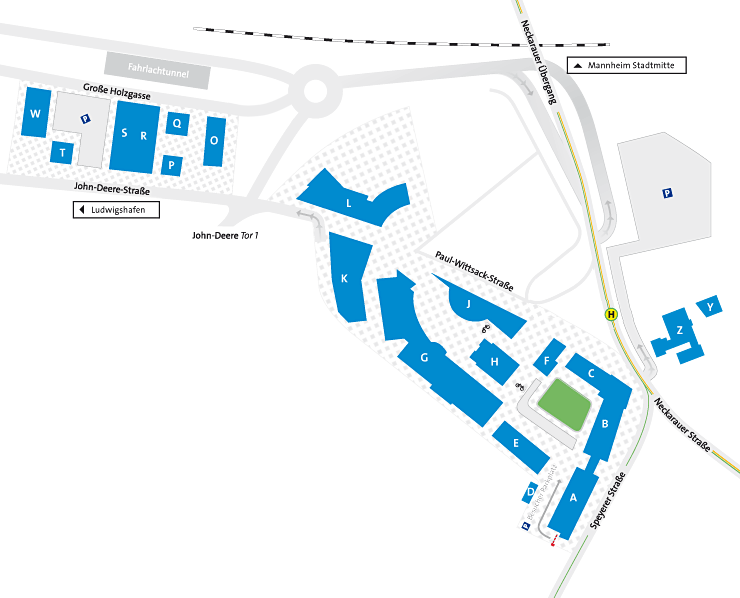 Neckarauer Übergang
Mannheim Stadtmitte
Fahrlachtunnel
Große Holzgasse
W
P
S R
Q
O
T
P
P
John-Deere-Straße
Ludwigshafen
L
John-Deere Tor 1
Paul-Wittsack-Straße
K
J
Y
H
Z
G
H
F
C
B
Neckarauer Straße
E
D
A
Speyerer Straße
P